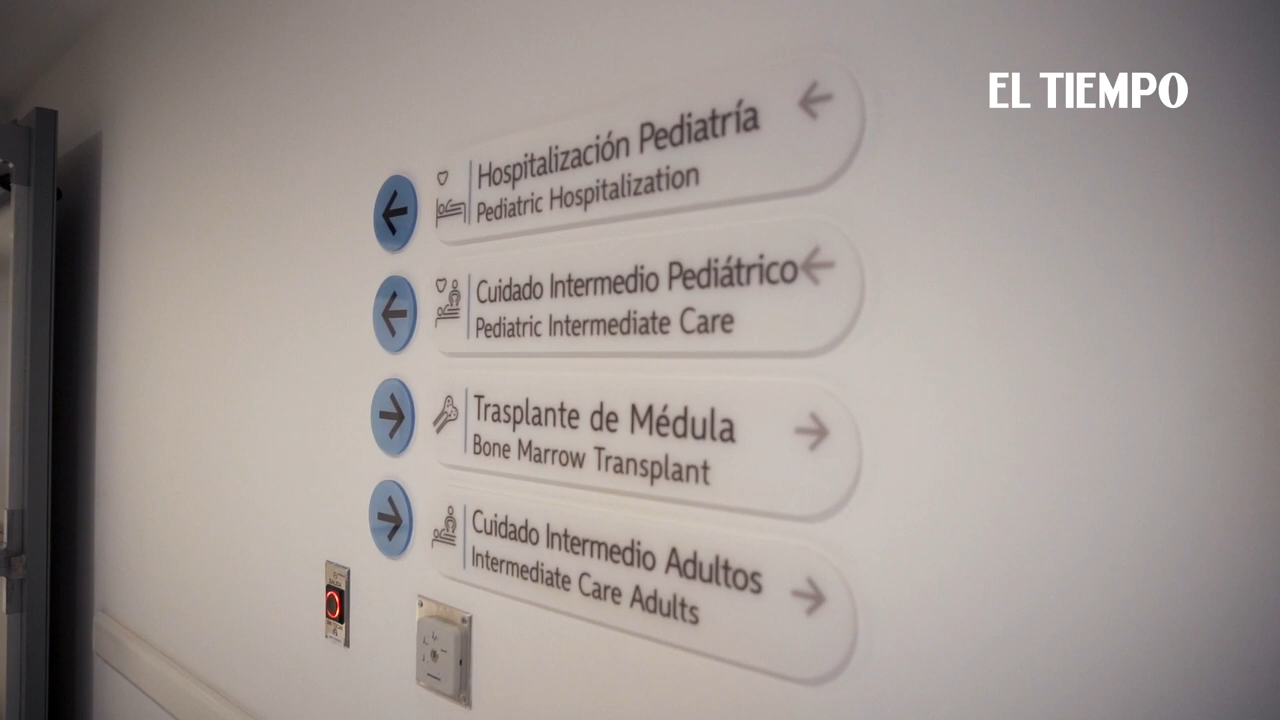 EL TIEMPO
Hospitalización Pediatría
Pediatric Hospitalization
Cuidado Intermedio Pediátrico
Pediatric Intermediate Care
Trasplante de Médula
Bone Marrow Transplant
Cuidado Intermedio Adultos
Intermediate Care Adults